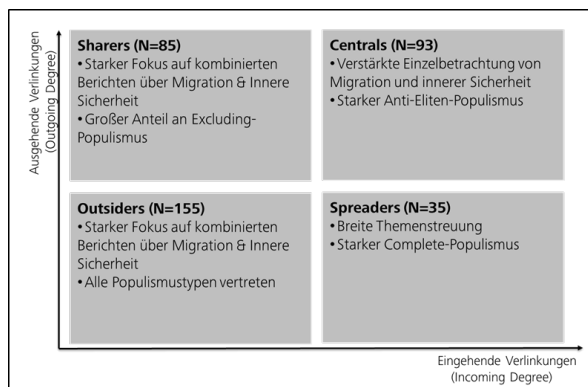 Ausgehende Verlinkungen
(Outgoing Degree)
Sharers (N=85)
• Starker Fokus auf kombinierten
Berichten über Migration & Innere
Sicherheit
• Großer Anteil an Excluding-
Populismus
Centrals (N=93)
• Verstärkte Einzelbetrachtung von
Migration und innerer Sicherheit
• Starker Anti-Eliten-Populismus
Outsiders (N=155)
• Starker Fokus auf kombinierten
Berichten über Migration & Innere
Sicherheit
• Alle Populismustypen vertreten
Spreaders (N=35)
• Breite Themenstreuung
• Starker Complete-Populismus
Eingehende Verlinkungen
(Incoming Degree)